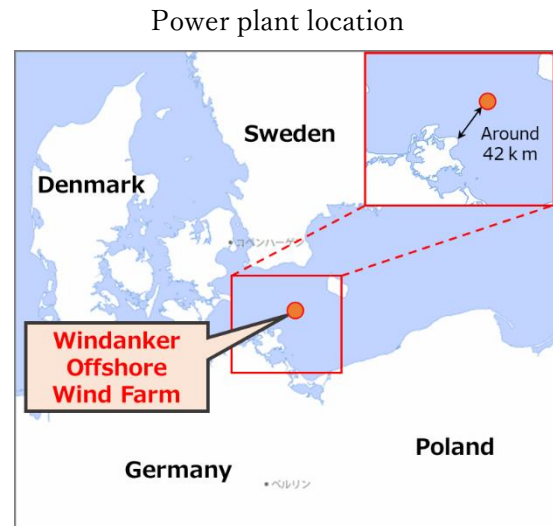 Power plant location
Sweden
Around
42ｋｍ
Denmark
コペンハーゲン
Windanker
Offshore
Wind Farm
Poland
Germany
ベルリン